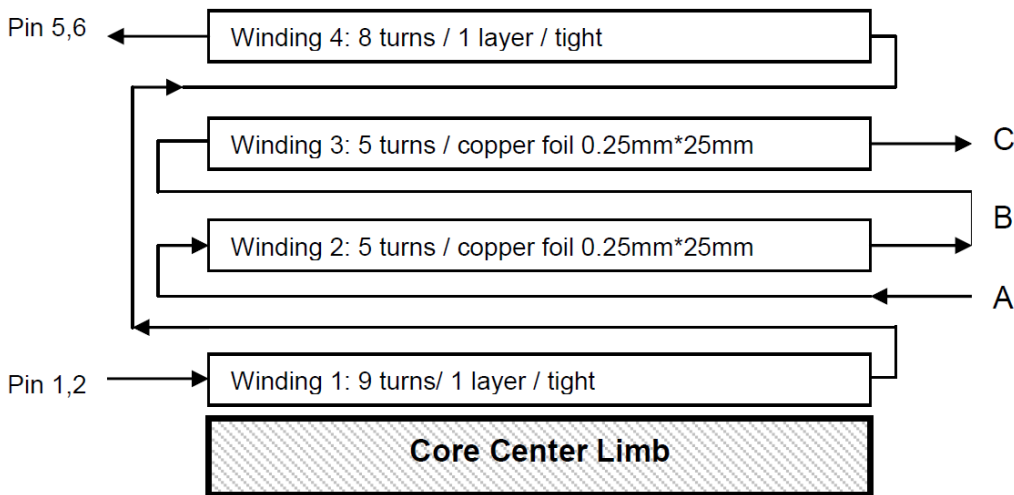 Pin 5,6
Winding 4: 8 turns / 1 layer / tight
Winding 3: 5 turns / copper foil 0.25mm*25mm
C
B
Winding 2: 5 turns / copper foil 0.25mm*25mm
A
Pin 1,2
Winding 1: 9 turns/ 1 layer / tight
Core Center Limb